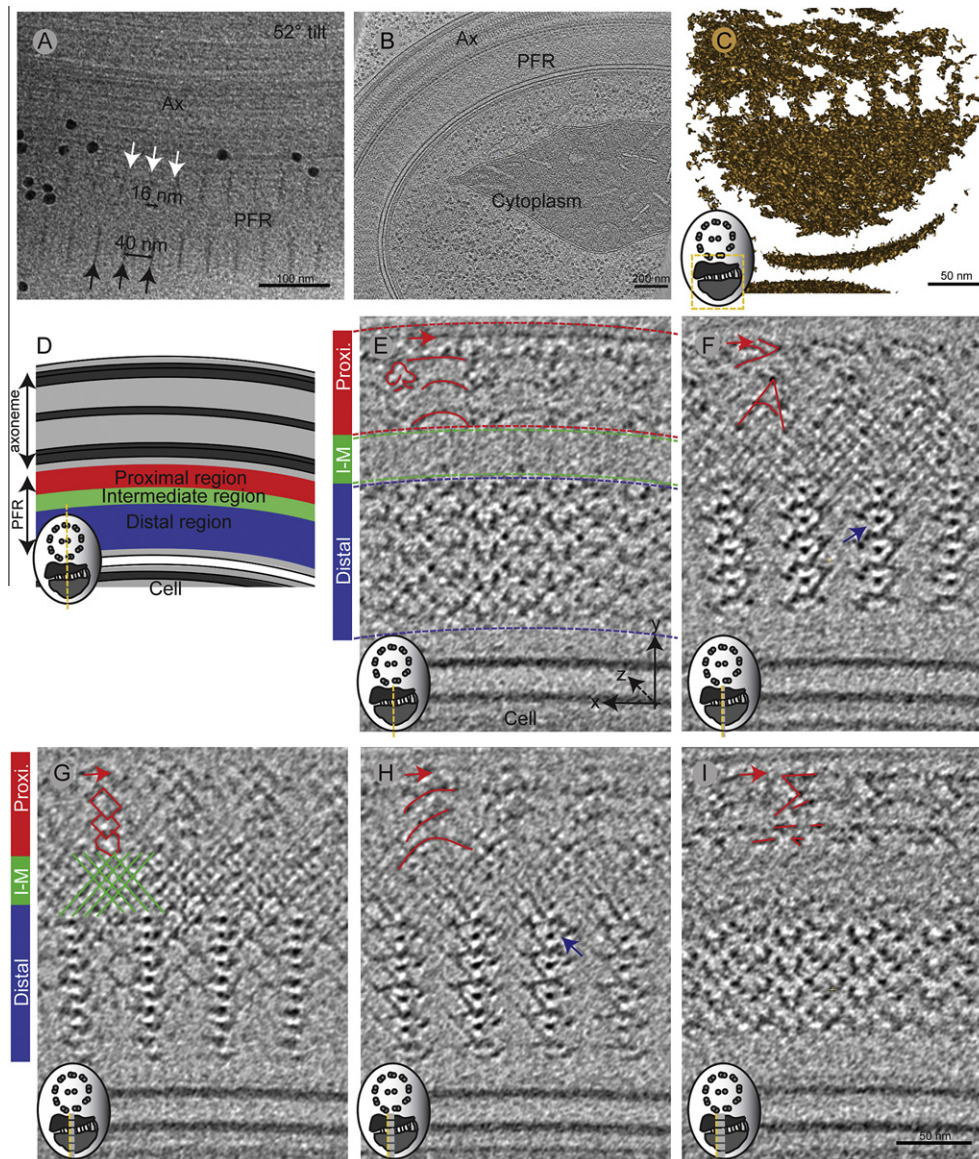 A
52° tilt
Ax
16 nm
PFR
40 nm
100 nm
B
Ax
PFR
Cytoplasm
200 nm
C
50 nm
D
axoneme
PFR
Proximal region
Intermediate region
Distal region
Cell
Proxi.
I-M
Distal
E
y
z
x
Cell
F
Proxi.
I-M
Distal
G
H
I
50 nm